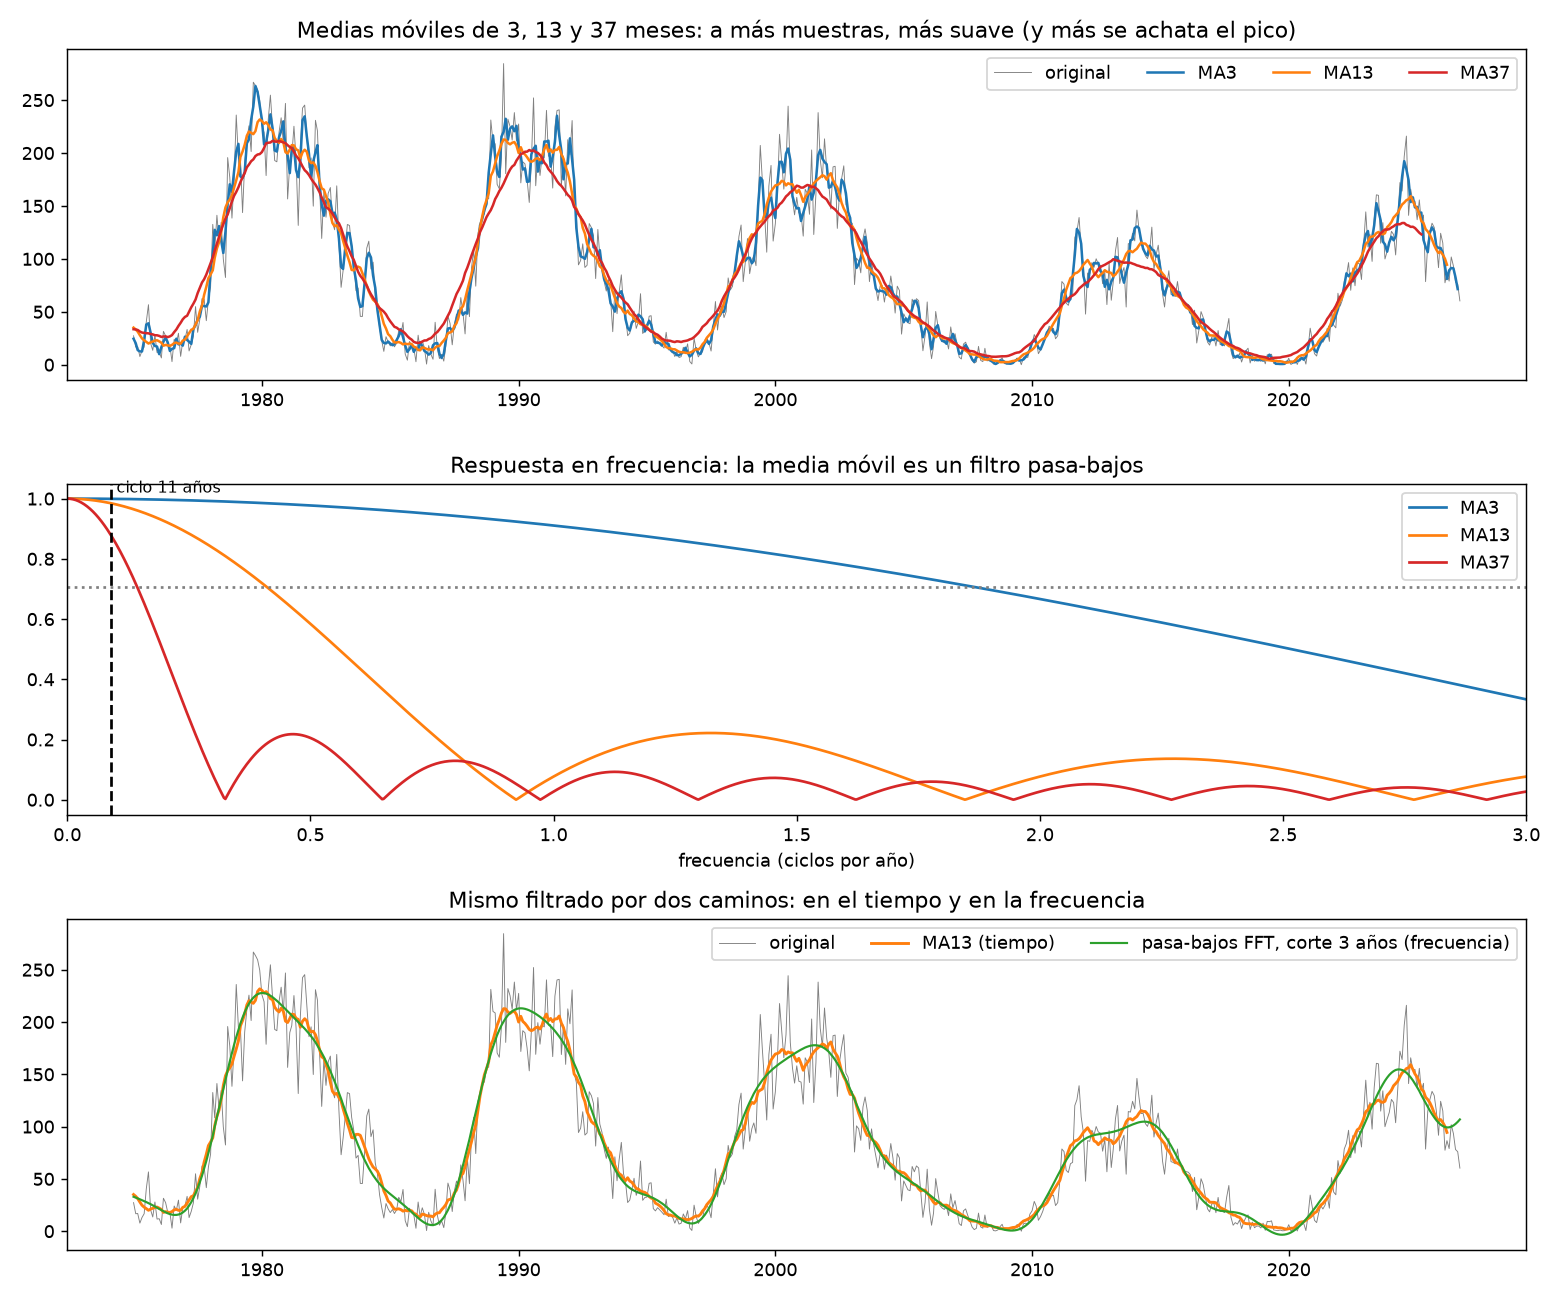 Medias móviles de 3, 13 y 37 meses: a más muestras, más suave (y más se achata el pico)
original MA3 MA13 MA37
250
200
150
100
50
0
1980 1990 2000 2010 2020
Respuesta en frecuencia: la media móvil es un filtro pasa-bajos
ciclo 11 años
MA3
MA13
MA37
1.0
0.8
0.6
0.4
0.2
0.0
0.0 0.5 1.0 1.5 2.0 2.5 3.0
frecuencia (ciclos por año)
Mismo filtrado por dos caminos: en el tiempo y en la frecuencia
original MA13 (tiempo) pasa-bajos FFT, corte 3 años (frecuencia)
250
200
150
100
50
0
1980 1990 2000 2010 2020